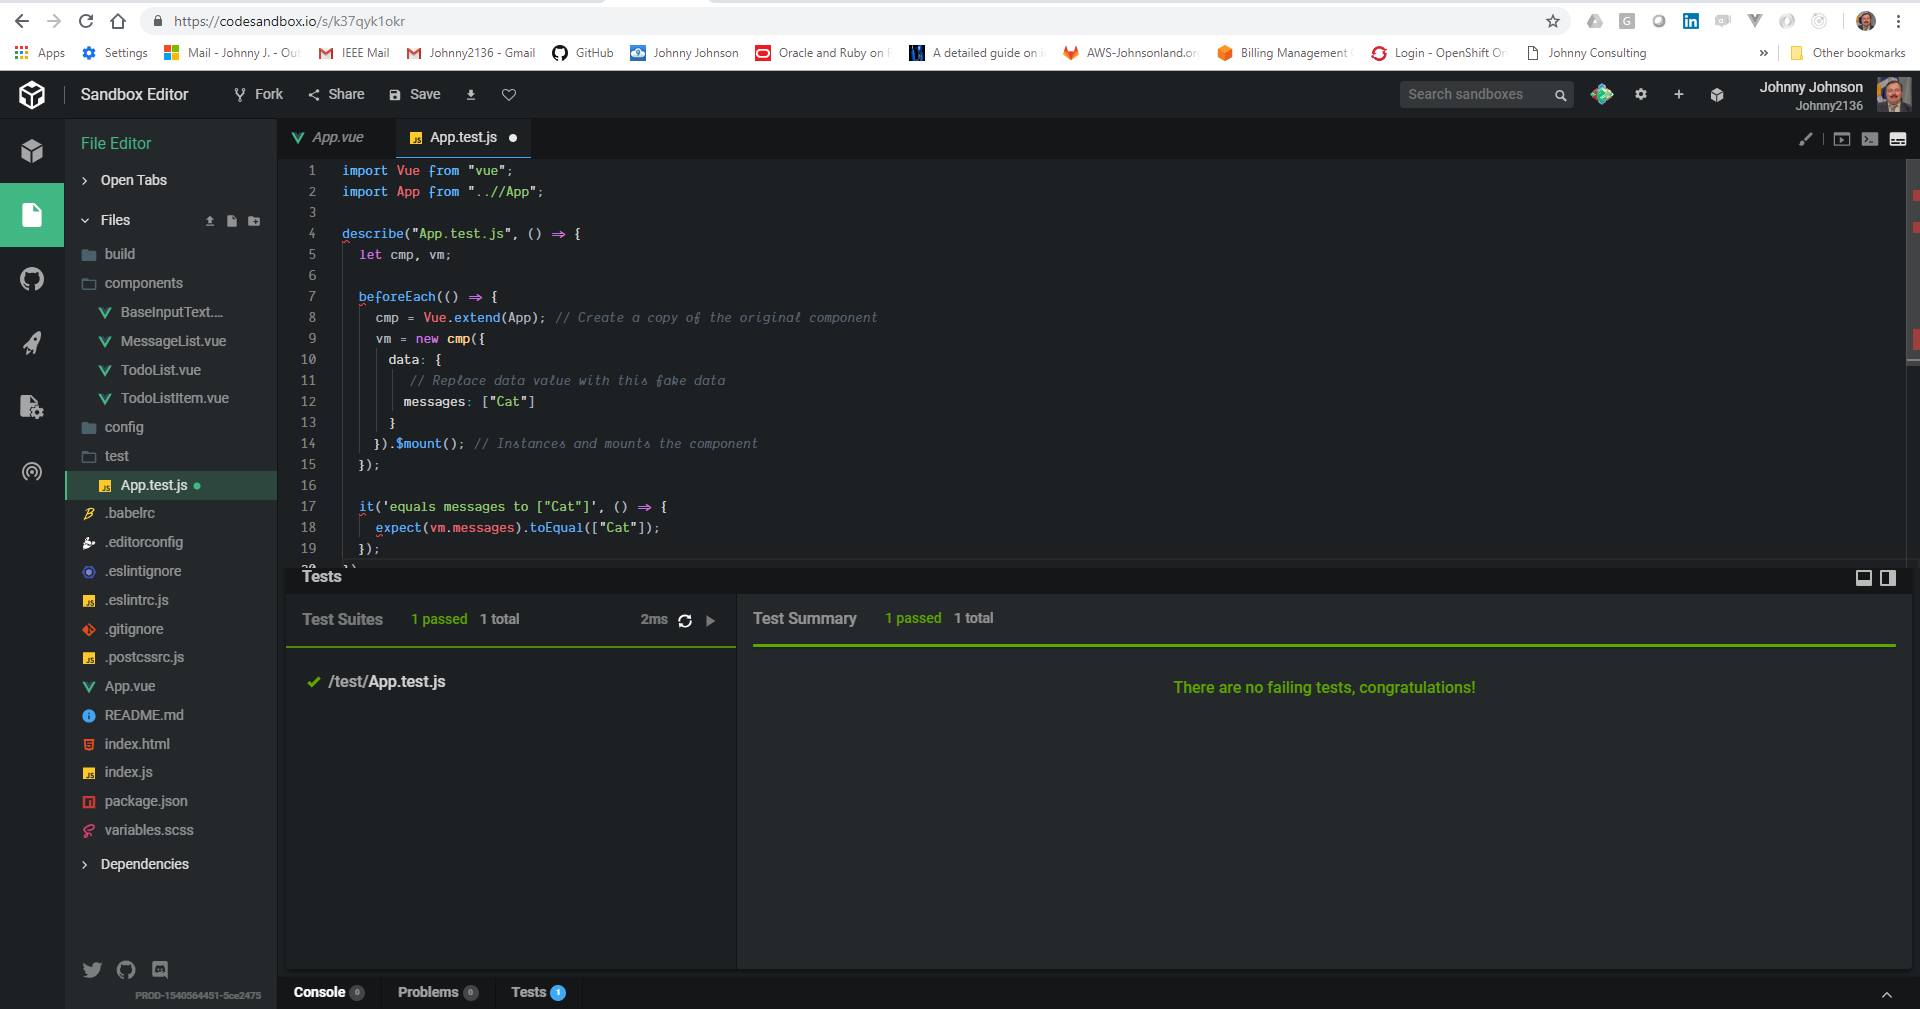 https://codesandbox.io/s/k37qyk1okr
Apps Settings Mail - Johnny J. - Out IEEE Mail Johnny2136 - Gmail GitHub Johnny Johnson Oracle and Ruby on A detailed guide on AWS-Johnsonland.org Billing Management Login - OpenShift On Johnny Consulting » Other bookmarks
Sandbox Editor Fork Share Save Search sandboxes Johnny Johnson
Johnny2136
File Editor
Open Tabs
Files
build
components
BaseInputText....
MessageList.vue
TodoList.vue
TodoListItem.vue
config
test
App.test.js
.babelrc
.editorconfig
.eslintignore
.eslintrc.js
.gitignore
.postcssrc.js
App.vue
README.md
index.html
index.js
package.json
variables.scss
Dependencies
PROD-1540564451-5ce2475
App.vue App.test.js
1 import Vue from "vue";
2 import App from "..//App";
3
4 describe("App.test.js", () => {
5 let cmp, vm;
6
7 beforeEach(() => {
8 cmp = Vue.extend(App); // Create a copy of the original component
9 vm = new cmp({
10 data: {
11 // Replace data value with this fake data
12 messages: ["Cat"]
13 }
14 }).$mount(); // Instances and mounts the component
15 });
16
17 it('equals messages to ["Cat"]', () => {
18 expect(vm.messages).toEqual(["Cat"]);
19 });
Tests
Test Suites 1 passed 1 total 2ms
/test/App.test.js
Test Summary 1 passed 1 total
There are no failing tests, congratulations!
Console 0 Problems 0 Tests 1